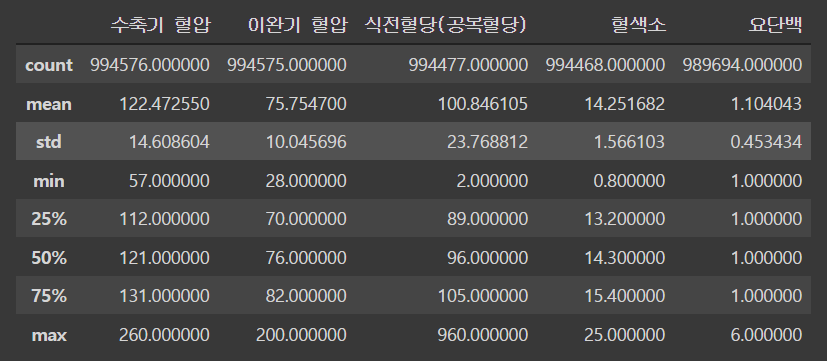 수축기 혈압 이완기 혈압 식전혈당(공복혈당) 혈색소 요단백
count 994576.000000 994575.000000 994477.000000 994468.000000 989694.000000
mean 122.472550 75.754700 100.846105 14.251682 1.104043
std 14.608604 10.045696 23.768812 1.566103 0.453434
min 57.000000 28.000000 2.000000 0.800000 1.000000
25% 112.000000 70.000000 89.000000 13.200000 1.000000
50% 121.000000 76.000000 96.000000 14.300000 1.000000
75% 131.000000 82.000000 105.000000 15.400000 1.000000
max 260.000000 200.000000 960.000000 25.000000 6.000000